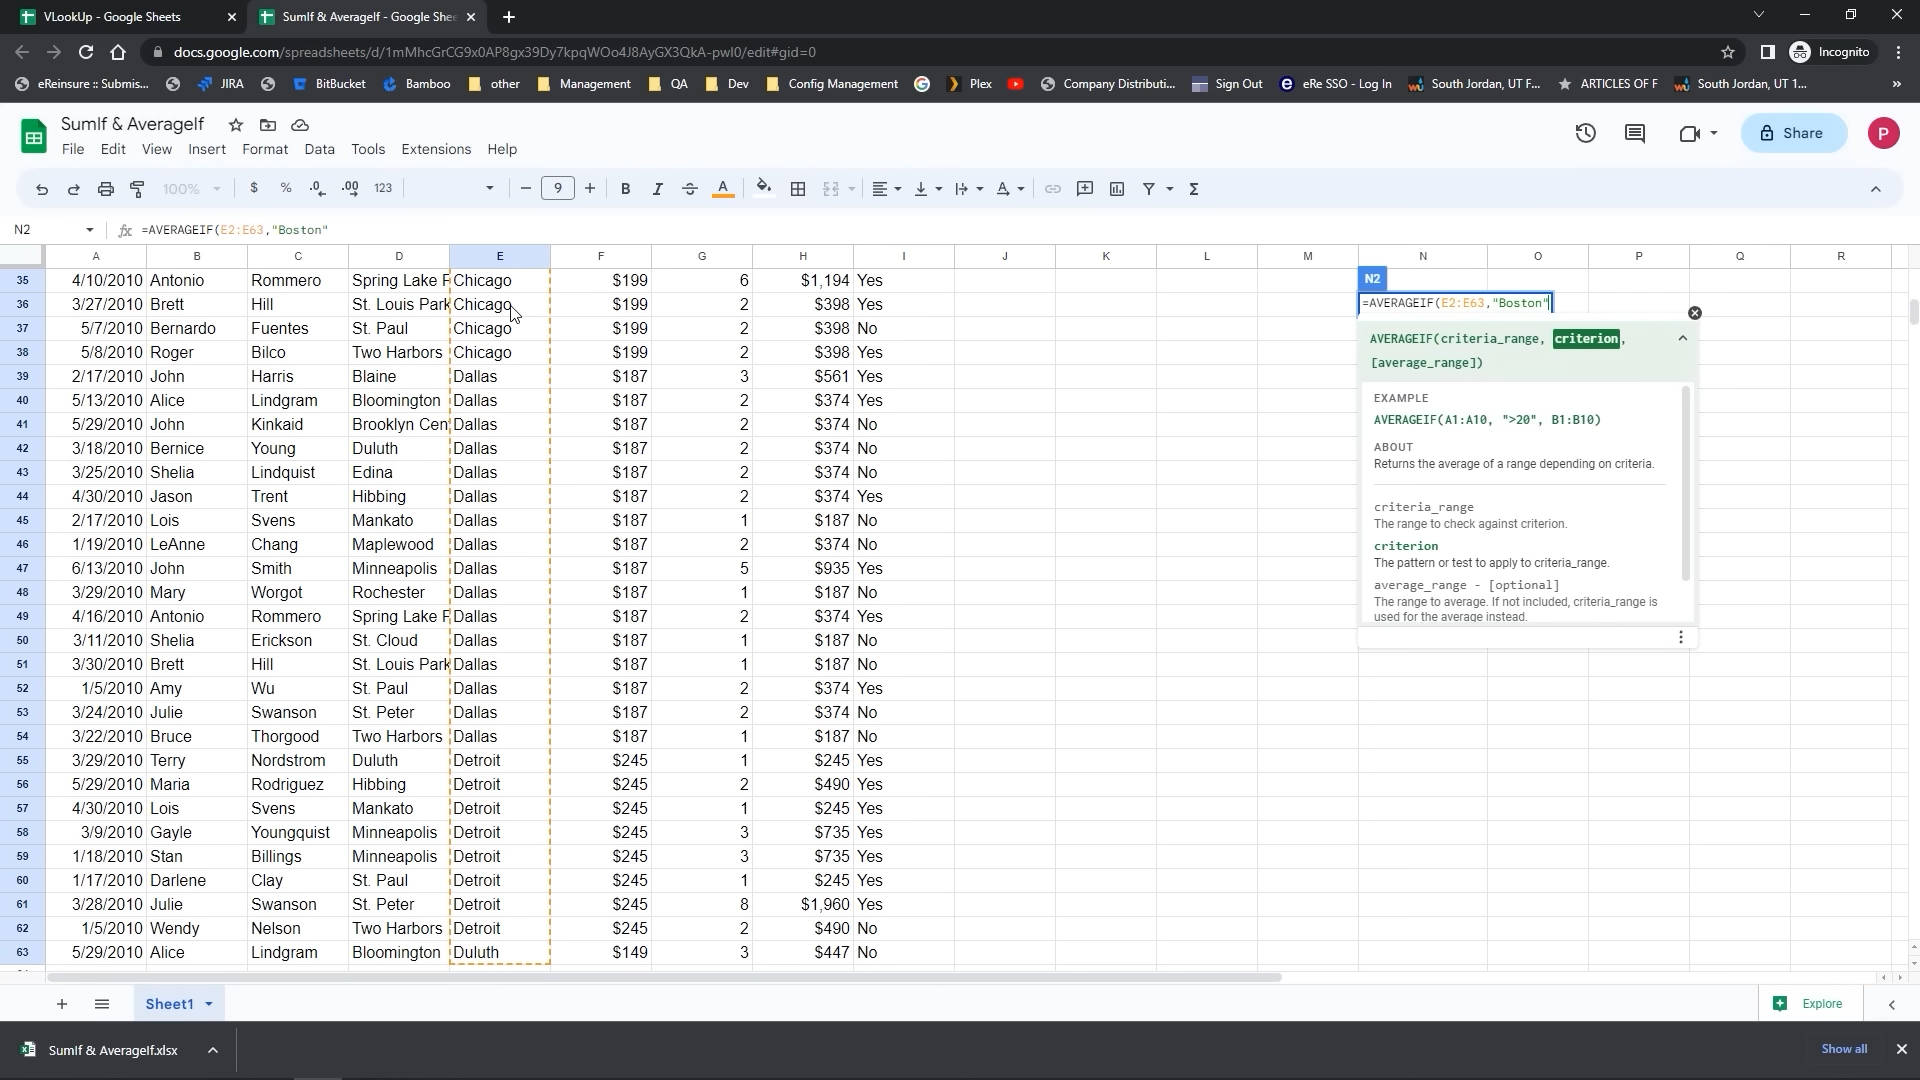 VLookUp - Google Sheets
SumIf & AverageIf - Google She
docs.google.com/spreadsheets/d/1mMhcGrCG9x0AP8gx39Dy7kpqWOo4J8AyGX3QkA-pwI0/edit#gid=0
Incognito
eReinsure :: Submis...
JIRA
BitBucket
Bamboo
other
Management
QA
Dev
Config Management
Plex
Company Distributi...
Sign Out
eRe SSO - Log In
South Jordan, UT F...
ARTICLES OF F
South Jordan, UT 1...
»
SumIf & AverageIf
Share
P
File Edit View Insert Format Data Tools Extensions Help
100% $ % .0 .00 123 9 B I S A
N2 fx =AVERAGEIF(E2:E63,"Boston"
A B C D E F G H I J K L M N O P Q R
35 4/10/2010 Antonio Rommero Spring Lake P Chicago $199 6 $1,194 Yes
36 3/27/2010 Brett Hill St. Louis Park Chicago $199 2 $398 Yes
37 5/7/2010 Bernardo Fuentes St. Paul Chicago $199 2 $398 No
38 5/8/2010 Roger Bilco Two Harbors Chicago $199 2 $398 Yes
39 2/17/2010 John Harris Blaine Dallas $187 3 $561 Yes
40 5/13/2010 Alice Lindgram Bloomington Dallas $187 2 $374 Yes
41 5/29/2010 John Kinkaid Brooklyn Cen Dallas $187 2 $374 No
42 3/18/2010 Bernice Young Duluth Dallas $187 2 $374 No
43 3/25/2010 Shelia Lindquist Edina Dallas $187 2 $374 No
44 4/30/2010 Jason Trent Hibbing Dallas $187 2 $374 Yes
45 2/17/2010 Lois Svens Mankato Dallas $187 1 $187 No
46 1/19/2010 LeAnne Chang Maplewood Dallas $187 2 $374 No
47 6/13/2010 John Smith Minneapolis Dallas $187 5 $935 Yes
48 3/29/2010 Mary Worgot Rochester Dallas $187 1 $187 No
49 4/16/2010 Antonio Rommero Spring Lake P Dallas $187 2 $374 Yes
50 3/11/2010 Shelia Erickson St. Cloud Dallas $187 1 $187 No
51 3/30/2010 Brett Hill St. Louis Park Dallas $187 1 $187 No
52 1/5/2010 Amy Wu St. Paul Dallas $187 2 $374 Yes
53 3/24/2010 Julie Swanson St. Peter Dallas $187 2 $374 No
54 3/22/2010 Bruce Thorgood Two Harbors Dallas $187 1 $187 No
55 3/29/2010 Terry Nordstrom Duluth Detroit $245 1 $245 Yes
56 5/29/2010 Maria Rodriguez Hibbing Detroit $245 2 $490 Yes
57 4/30/2010 Lois Svens Mankato Detroit $245 1 $245 Yes
58 3/9/2010 Gayle Youngquist Minneapolis Detroit $245 3 $735 Yes
59 1/18/2010 Stan Billings Minneapolis Detroit $245 3 $735 Yes
60 1/17/2010 Darlene Clay St. Paul Detroit $245 1 $245 Yes
61 3/28/2010 Julie Swanson St. Peter Detroit $245 8 $1,960 Yes
62 1/5/2010 Wendy Nelson Two Harbors Detroit $245 2 $490 No
63 5/29/2010 Alice Lindgram Bloomington Duluth $149 3 $447 No
N2
=AVERAGEIF(E2:E63,"Boston"
AVERAGEIF(criteria_range, criterion,
[average_range])
EXAMPLE
AVERAGEIF(A1:A10, ">20", B1:B10)
ABOUT
Returns the average of a range depending on criteria.
criteria_range
The range to check against criterion.
criterion
The pattern or test to apply to criteria_range.
average_range - [optional]
The range to average. If not included, criteria_range is
used for the average instead.
Sheet1
Explore
SumIf & AverageIf.xlsx
Show all